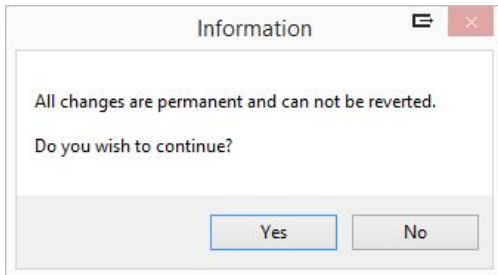 Information
All changes are permanent and can not be reverted.
Do you wish to continue?
Yes
No